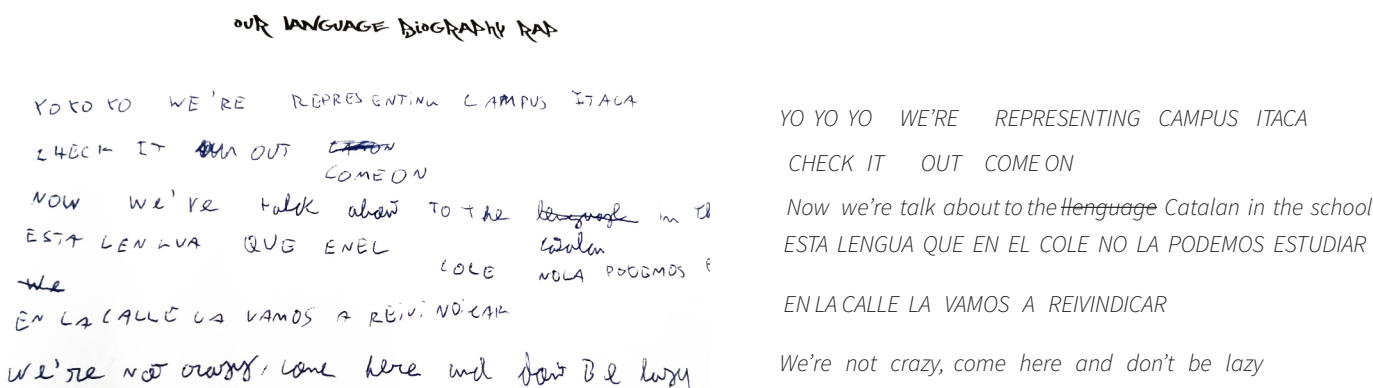 OUR LANGUAGE BIOGRAPHY RAP
YO YO YO WE'RE REPRESENTING CAMPUS ITACA
CHECK IT OUT
COME ON
NOW we've talk about TO the lenguage in th
catalan
ESTA LENGUA QUE EN EL
COLE NO LA PODEMOS E
we
EN LA CALLE LA VAMOS A REIVINDICAR
we're not crazy, come here and don't Be lazy
YO YO YO WE'RE REPRESENTING CAMPUS ITACA
CHECK IT OUT COME ON
Now we're talk about to the llenguage Catalan in the school
ESTA LENGUA QUE EN EL COLE NO LA PODEMOS ESTUDIAR
EN LA CALLE LA VAMOS A REIVINDICAR
We're not crazy, come here and don't be lazy